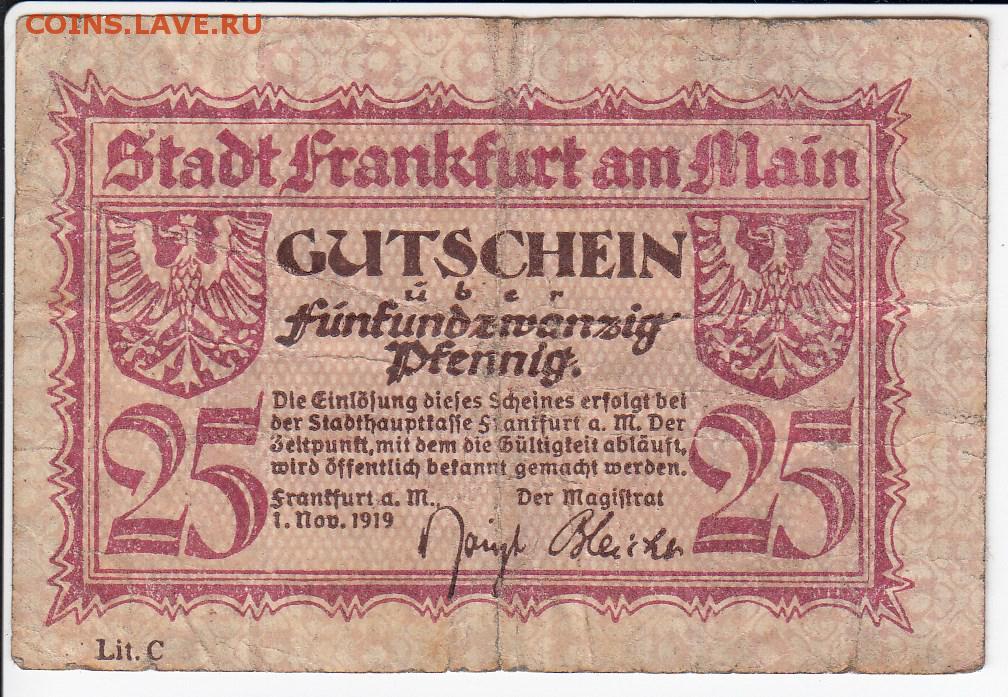 COINS.LAVE.RU
Stadt Frankfurt am Main
GUTSCHEIN
über
fünfundzwanzig
Pfennig.
Die Einlösung dieses Scheines erfolgt bei
der Stadthauptkasse Frankfurt a. M. Der
Zeitpunkt, mit dem die Gültigkeit abläuft,
wird öffentlich bekannt gemacht werden.
25
25
Frankfurt a. M., Der Magistrat
1. Nov. 1919
Lit. C